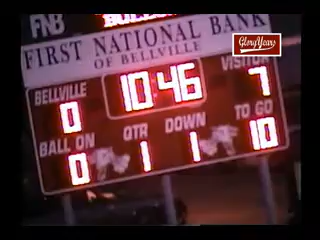 FNB
BULLDOGS
Glory Years
FIRST NATIONAL BANK
OF BELLVILLE
BELLVILLE 10:46 VISITOR
0 7
BALL ON QTR DOWN TO GO
0 1 1 10